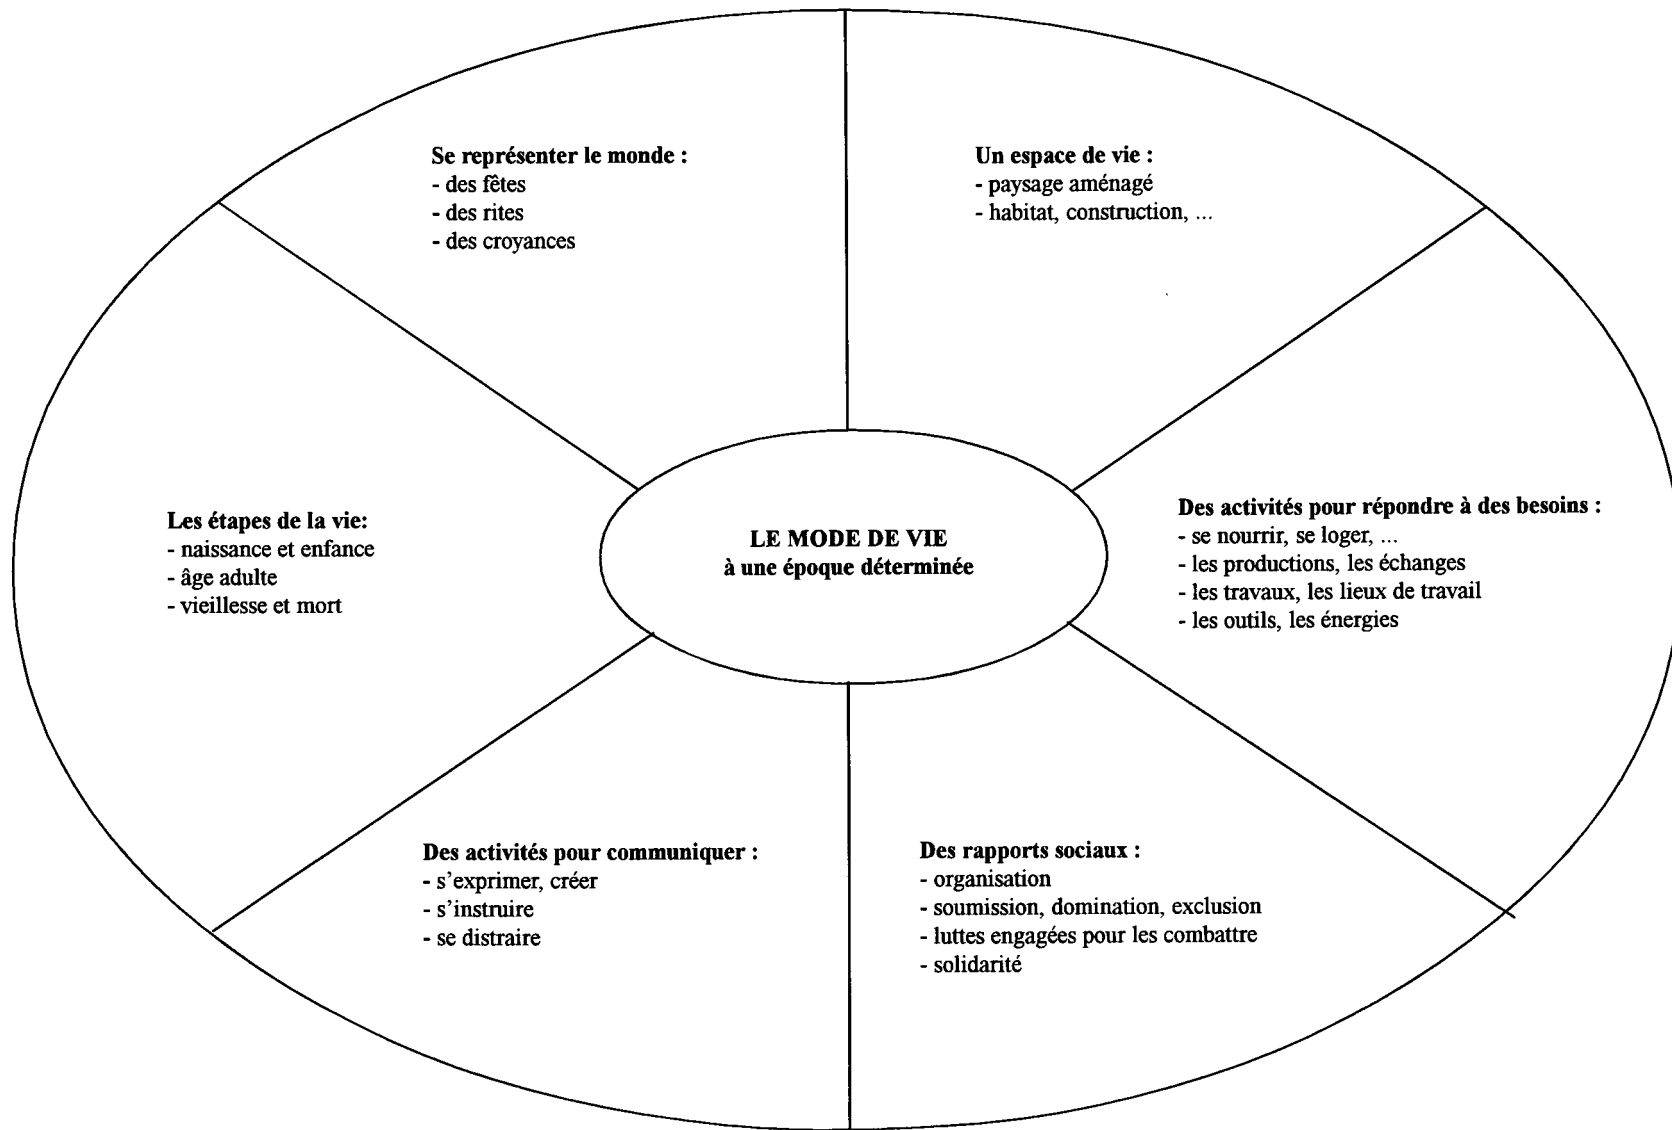 Se représenter le monde :
- des fêtes
- des rites
- des croyances
Un espace de vie :
- paysage aménagé
- habitat, construction, ...
Les étapes de la vie:
- naissance et enfance
- âge adulte
- vieillesse et mort
LE MODE DE VIE
à une époque déterminée
Des activités pour répondre à des besoins :
- se nourrir, se loger, ...
- les productions, les échanges
- les travaux, les lieux de travail
- les outils, les énergies
Des activités pour communiquer :
- s'exprimer, créer
- s'instruire
- se distraire
Des rapports sociaux :
- organisation
- soumission, domination, exclusion
- luttes engagées pour les combattre
- solidarité